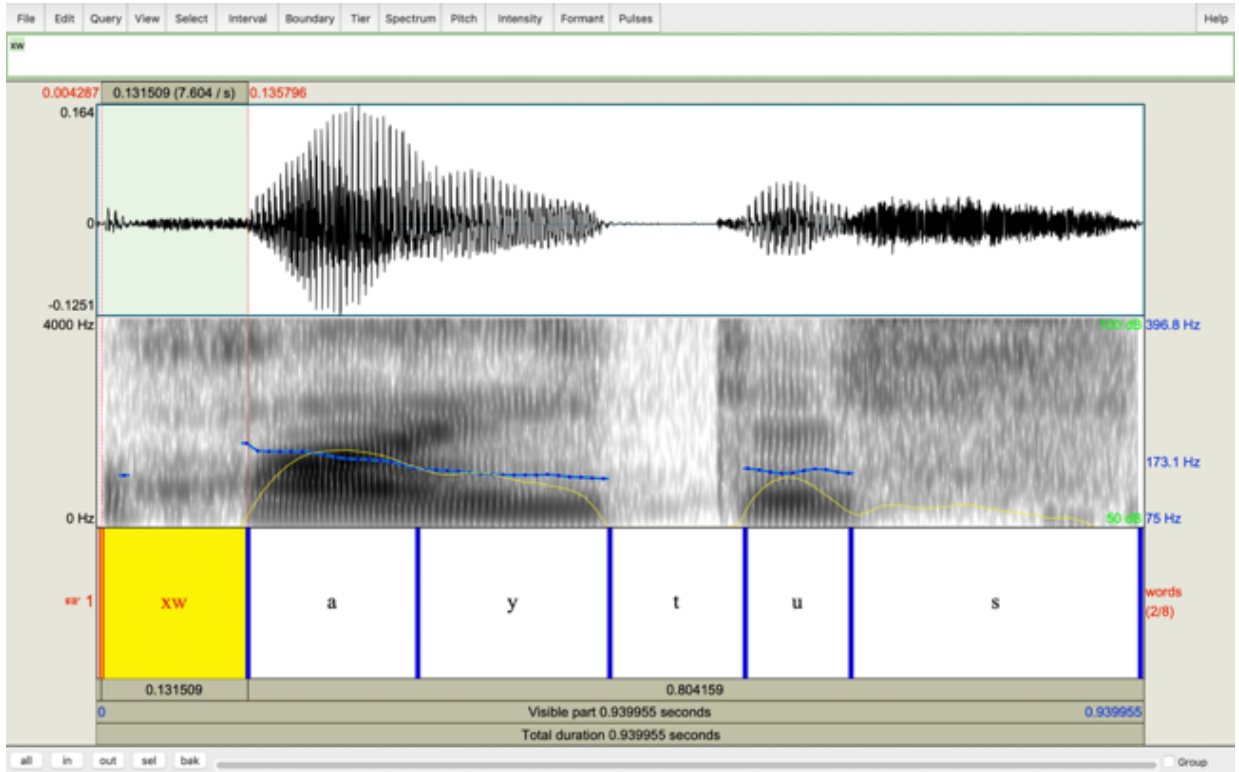 File Edit Query View Select Interval Boundary Tier Spectrum Pitch Intensity Formant Pulses Help
xw
0.004287 0.131509 (7.604 / s) 0.135796
0.164
0
-0.1251
4000 Hz 100 dB 396.8 Hz
173.1 Hz
0 Hz 50 dB 75 Hz
1 xw a y t u s words
(2/8)
0.131509 0.804159
0 Visible part 0.939955 seconds 0.939955
Total duration 0.939955 seconds
all in out sel bak Group